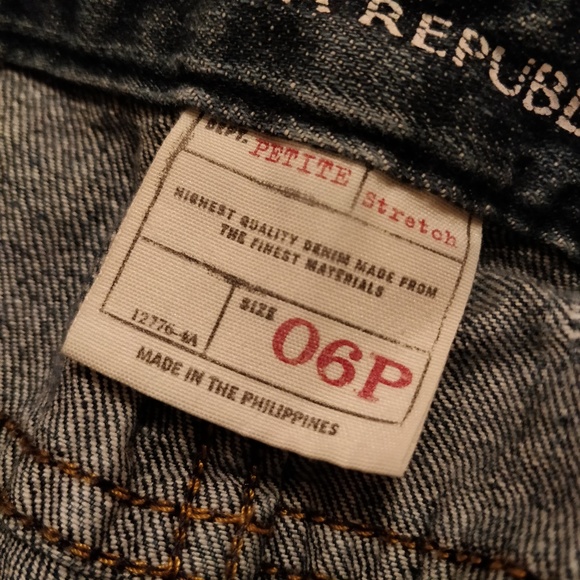 REPUBL
DEPT. PETITE Stretch
HIGHEST QUALITY DENIM MADE FROM
THE FINEST MATERIALS
12776-4A
SIZE 06P
MADE IN THE PHILIPPINES